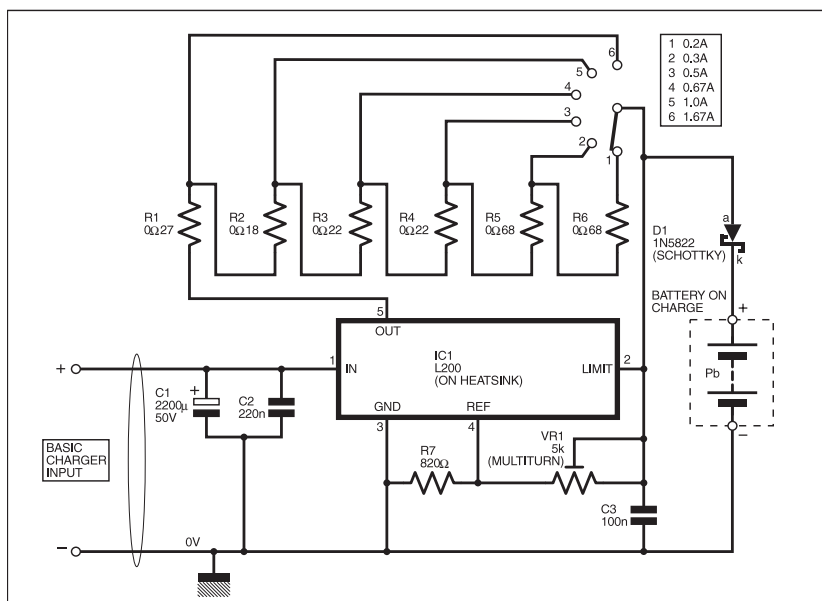 6
5
4
3
2
1
1 0.2A
2 0.3A
3 0.5A
4 0.67A
5 1.0A
6 1.67A
R1
0Ω27
R2
0Ω18
R3
0Ω22
R4
0Ω22
R5
0Ω68
R6
0Ω68
D1
1N5822
(SCHOTTKY)
a
k
BATTERY ON
CHARGE
+
Pb
−
5
OUT
1
IN
IC1
L200
(ON HEATSINK)
LIMIT
2
GND
3
REF
4
+
C1
2200μ
50V
+
C2
220n
BASIC
CHARGER
INPUT
R7
820Ω
VR1
5k
(MULTITURN)
C3
100n
−
0V